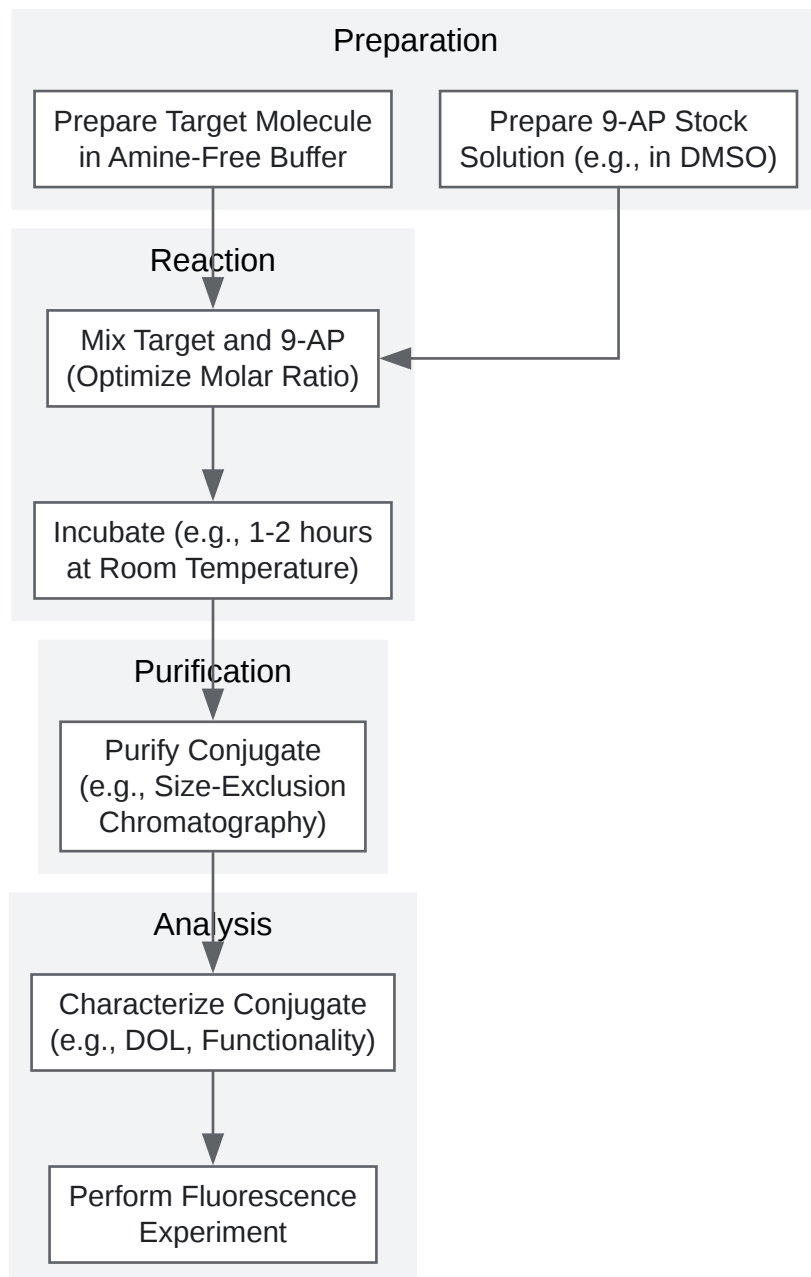 Preparation
Prepare Target Molecule
in Amine-Free Buffer
Prepare 9-AP Stock
Solution (e.g., in DMSO)
Reaction
Mix Target and 9-AP
(Optimize Molar Ratio)
Incubate (e.g., 1-2 hours
at Room Temperature)
Purification
Purify Conjugate
(e.g., Size-Exclusion
Chromatography)
Analysis
Characterize Conjugate
(e.g., DOL, Functionality)
Perform Fluorescence
Experiment